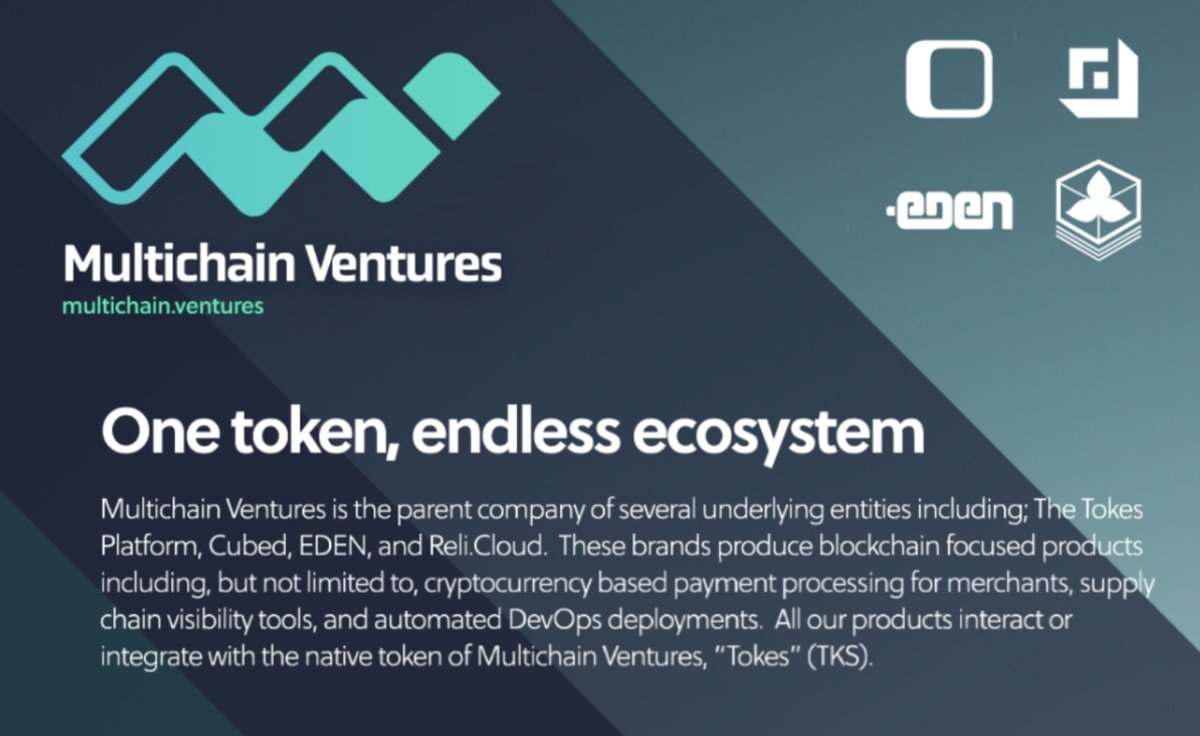 Multichain Ventures
multichain.ventures
EDEN
One token, endless ecosystem
Multichain Ventures is the parent company of several underlying entities including; The Tokes
Platform, Cubed, EDEN, and Reli.Cloud.  These brands produce blockchain focused products
including, but not limited to, cryptocurrency based payment processing for merchants, supply
chain visibility tools, and automated DevOps deployments.  All our products interact or
integrate with the native token of Multichain Ventures, “Tokes” (TKS).